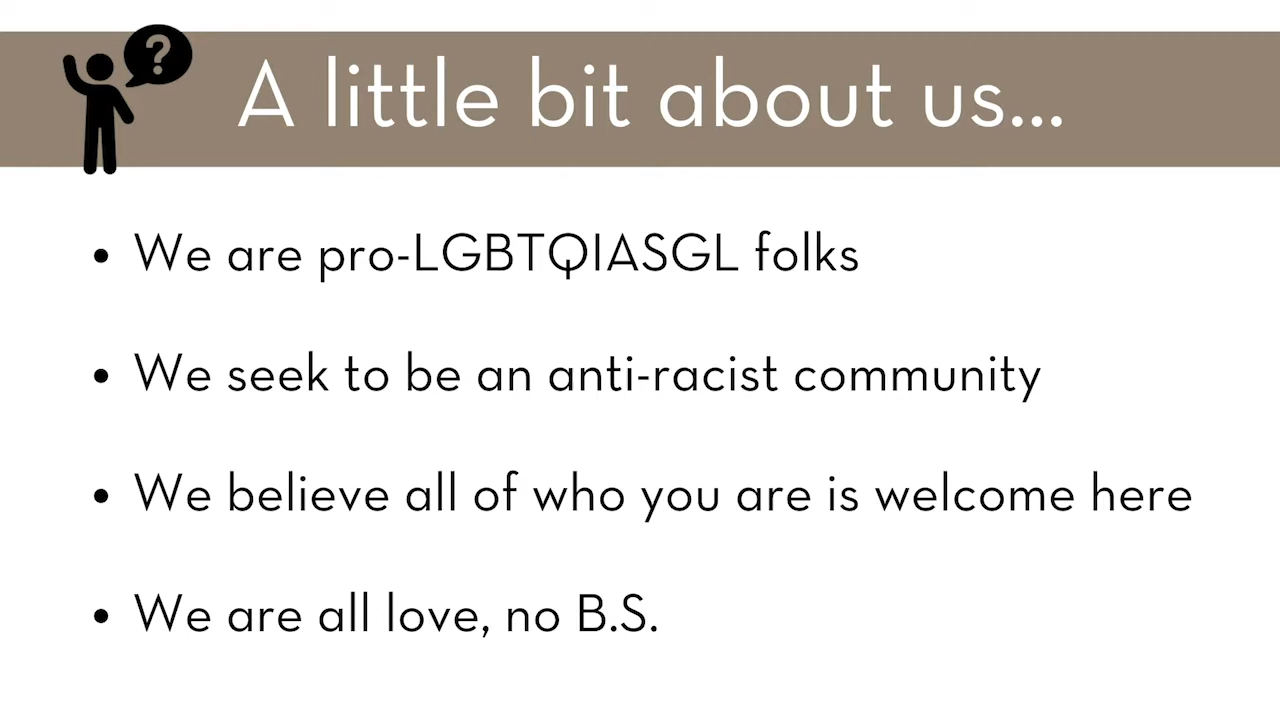 ?
A little bit about us...
• We are pro-LGBTQIASGL folks
• We seek to be an anti-racist community
• We believe all of who you are is welcome here
• We are all love, no B.S.